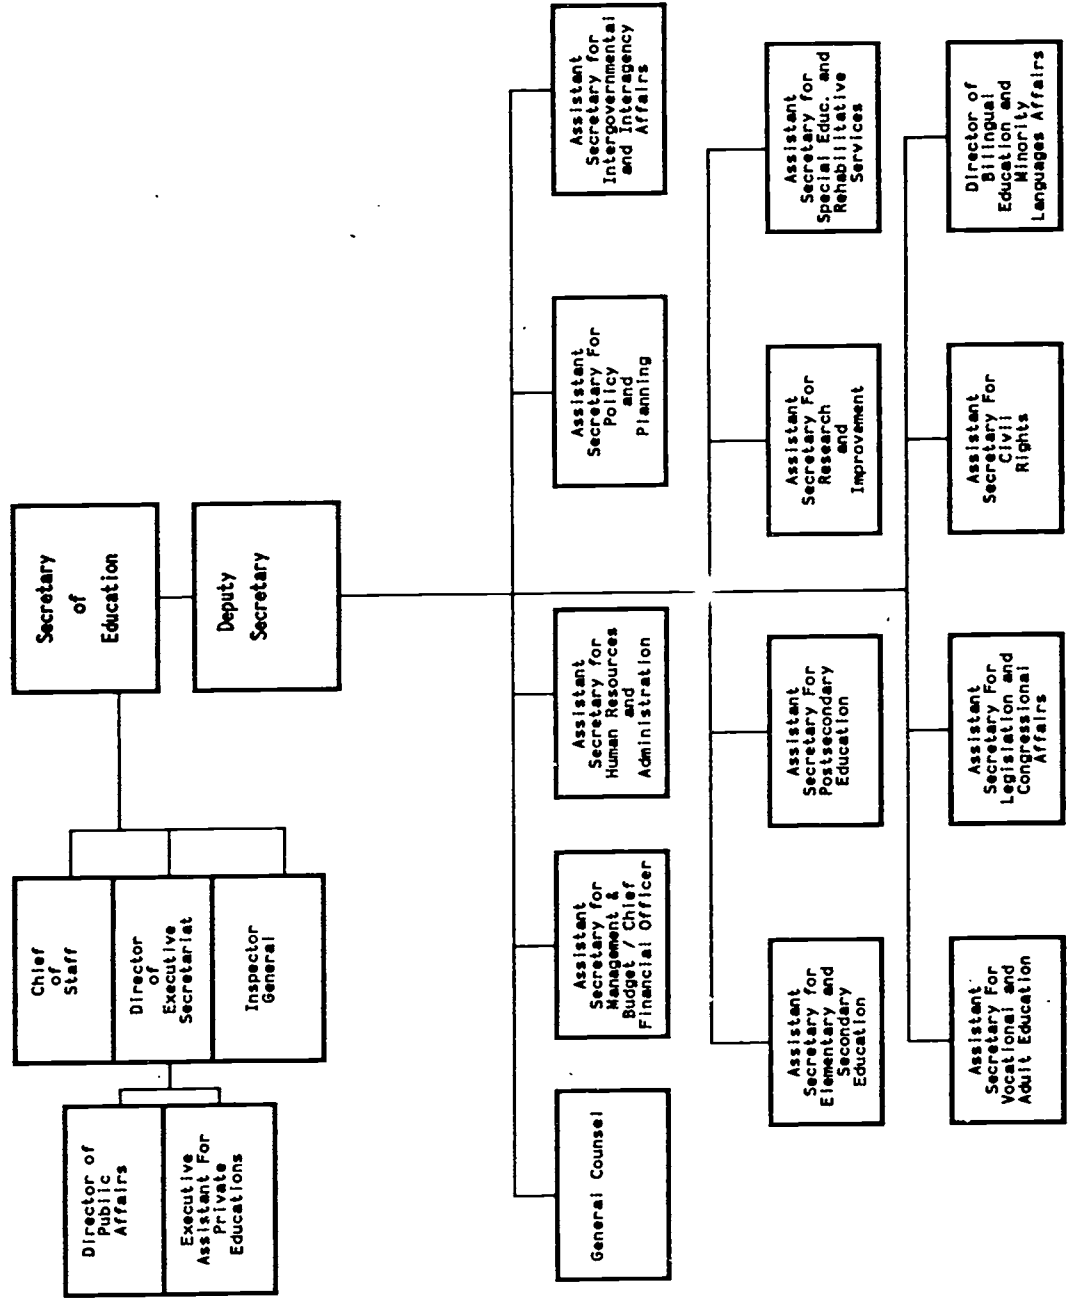 Secretary
of
Education
Deputy
Secretary
Chief
of
Staff
Director
of
Executive
Secretariat
Inspector
General
Director of
Public
Affairs
Executive
Assistant For
Private
Educations
General Counsel
Assistant
Secretary for
Management &
Budget / Chief
Financial Officer
Assistant
Secretary for
Human Resources
and
Administration
Assistant
Secretary For
Policy
and
Planning
Assistant
Secretary for
Intergovernmental
and Interagency
Affairs
Assistant
Secretary for
Elementary and
Secondary
Education
Assistant
Secretary For
Postsecondary
Education
Assistant
Secretary For
Research
and
Improvement
Assistant
Secretary for
Special Educ. and
Rehabilitative
Services
Assistant
Secretary For
Vocational and
Adult Education
Assistant
Secretary For
Legislation and
Congressional
Affairs
Assistant
Secretary For
Civil
Rights
Director of
Bilingual
Education and
Minority
Languages Affairs